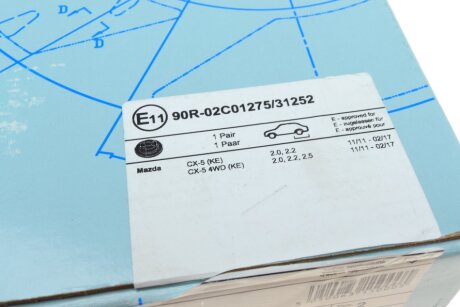 D
D
E11 90R-02C01275/31252
1 Pair
1 Paar
E - approved for
E - zugelassen für
E - approuvé pour
Mazda CX-5 (KE) 2.0, 2.2 11/11 - 02/17
CX-5 4WD (KE) 2.0, 2.2, 2.5 11/11 - 02/17